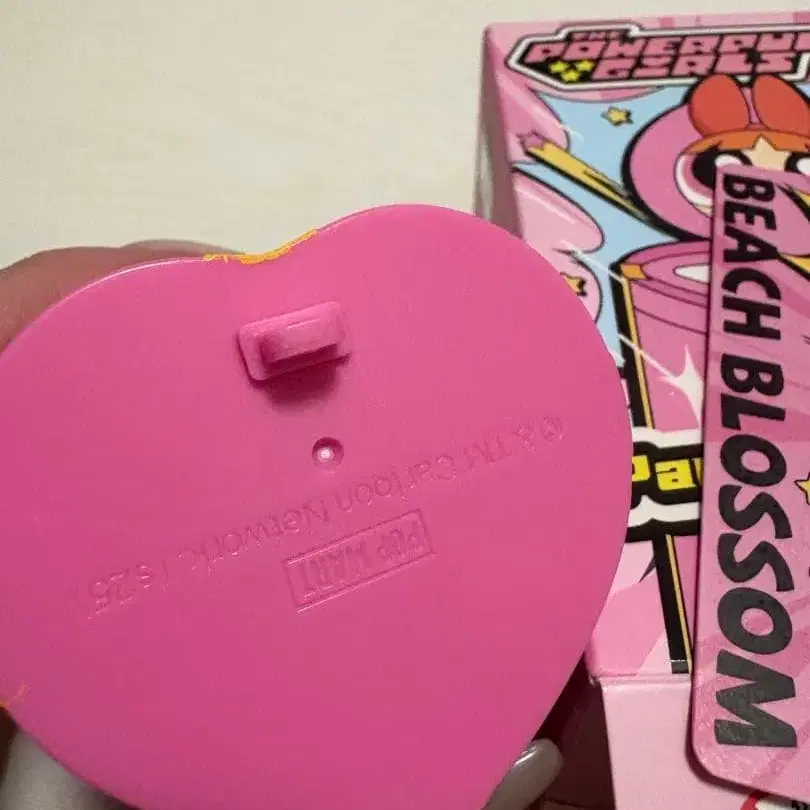 THE
POWERPUFF
GIRLS
BEACH BLOSSOM
© & TM Cartoon Network. (s25)
POP MART